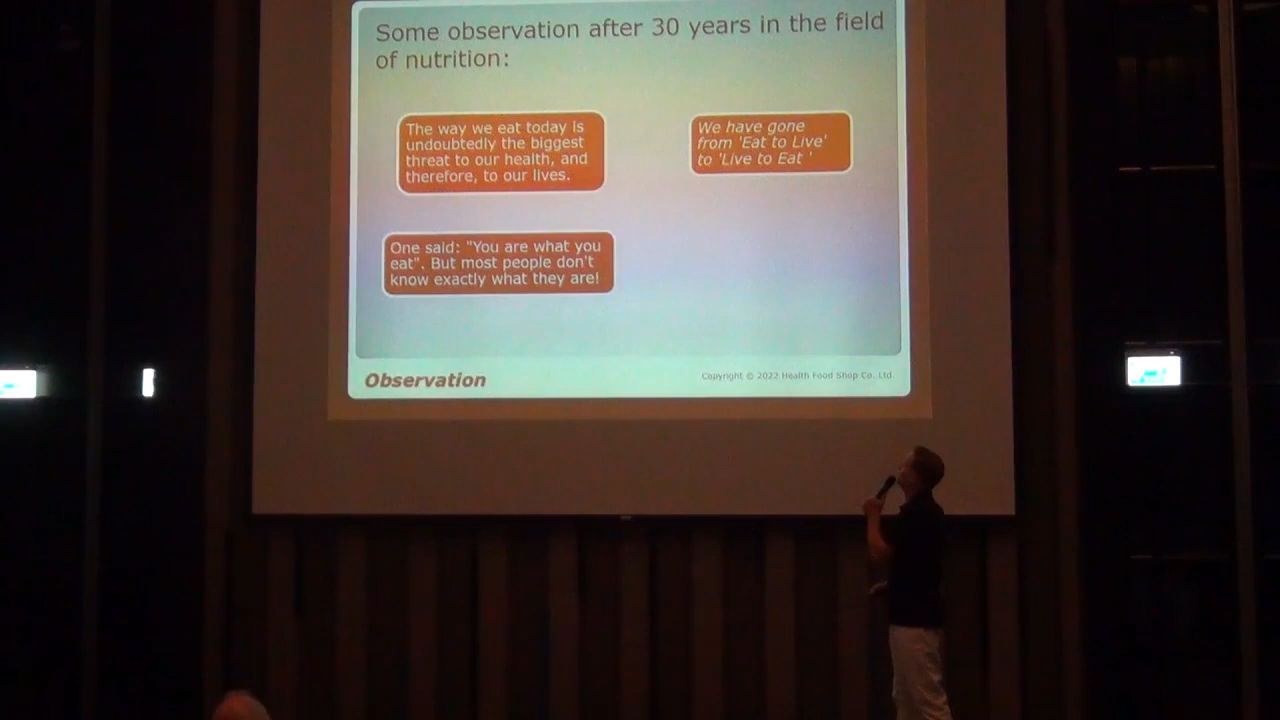 Some observation after 30 years in the field
of nutrition:
The way we eat today is
undoubtedly the biggest
threat to our health, and
therefore, to our lives.
We have gone
from 'Eat to Live'
to 'Live to Eat '
One said: "You are what you
eat". But most people don't
know exactly what they are!
Observation
Copyright © 2022 Health Food Shop Co. Ltd.